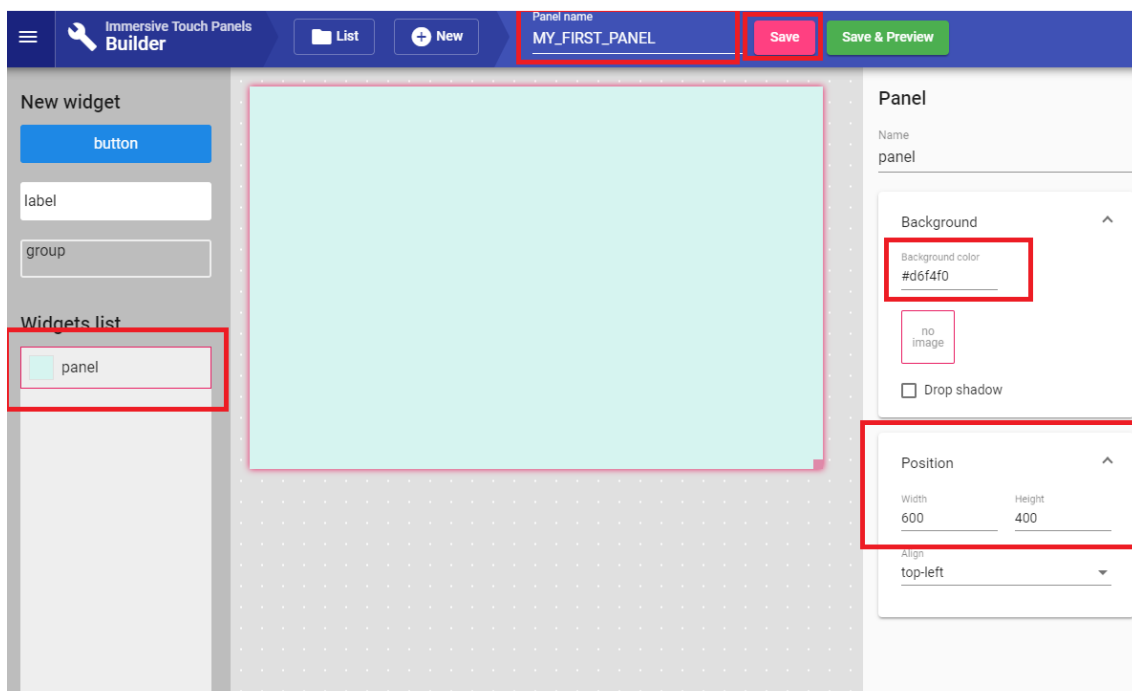 Immersive Touch Panels
Builder
List
New
Panel name
MY_FIRST_PANEL
Save
Save & Preview
New widget
button
label
group
Widgets list
panel
Panel
Name
panel
Background
Background color
#d6f4f0
no
image
Drop shadow
Position
Width Height
600 400
Align
top-left